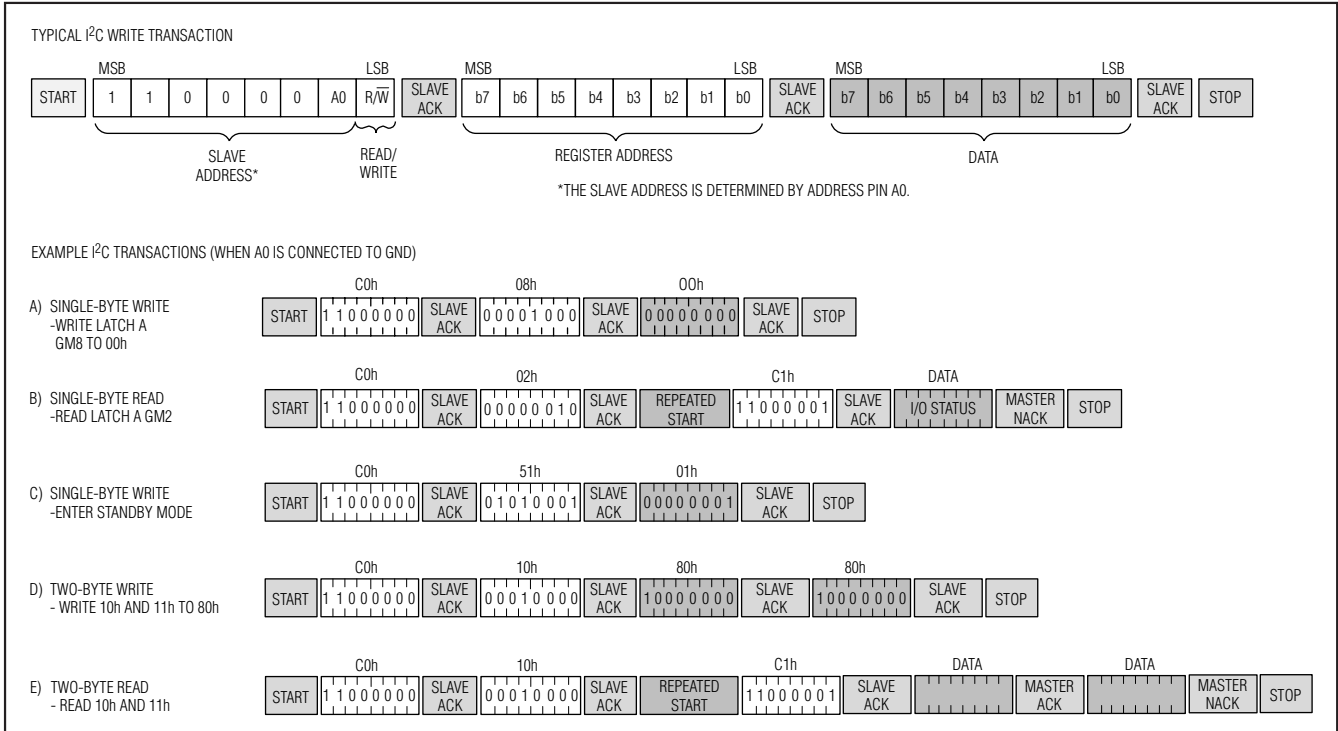 TYPICAL I2C WRITE TRANSACTION
MSB LSB MSB LSB MSB LSB
START 1 1 0 0 0 0 A0 R/W̅ SLAVE ACK b7 b6 b5 b4 b3 b2 b1 b0 SLAVE ACK b7 b6 b5 b4 b3 b2 b1 b0 SLAVE ACK STOP
SLAVE ADDRESS* READ/WRITE REGISTER ADDRESS DATA
*THE SLAVE ADDRESS IS DETERMINED BY ADDRESS PIN A0.
EXAMPLE I2C TRANSACTIONS (WHEN A0 IS CONNECTED TO GND)
C0h 08h OOh
A) SINGLE-BYTE WRITE
-WRITE LATCH A
GM8 TO 00h
START 1 1 0 0 0 0 0 0 SLAVE ACK 0 0 0 0 1 0 0 0 SLAVE ACK 0 0 0 0 0 0 0 0 SLAVE ACK STOP
C0h 02h C1h DATA
B) SINGLE-BYTE READ
-READ LATCH A GM2
START 1 1 0 0 0 0 0 0 SLAVE ACK 0 0 0 0 0 0 1 0 SLAVE ACK REPEATED START 1 1 0 0 0 0 0 1 SLAVE ACK I/O STATUS MASTER NACK STOP
C0h 51h 01h
C) SINGLE-BYTE WRITE
-ENTER STANDBY MODE
START 1 1 0 0 0 0 0 0 SLAVE ACK 0 1 0 1 0 0 0 1 SLAVE ACK 0 0 0 0 0 0 0 1 SLAVE ACK STOP
C0h 10h 80h 80h
D) TWO-BYTE WRITE
- WRITE 10h AND 11h TO 80h
START 1 1 0 0 0 0 0 0 SLAVE ACK 0 0 0 1 0 0 0 0 SLAVE ACK 1 0 0 0 0 0 0 0 SLAVE ACK 1 0 0 0 0 0 0 0 SLAVE ACK STOP
C0h 10h C1h DATA DATA
E) TWO-BYTE READ
- READ 10h AND 11h
START 1 1 0 0 0 0 0 0 SLAVE ACK 0 0 0 1 0 0 0 0 SLAVE ACK REPEATED START 1 1 0 0 0 0 0 1 SLAVE ACK MASTER ACK MASTER NACK STOP